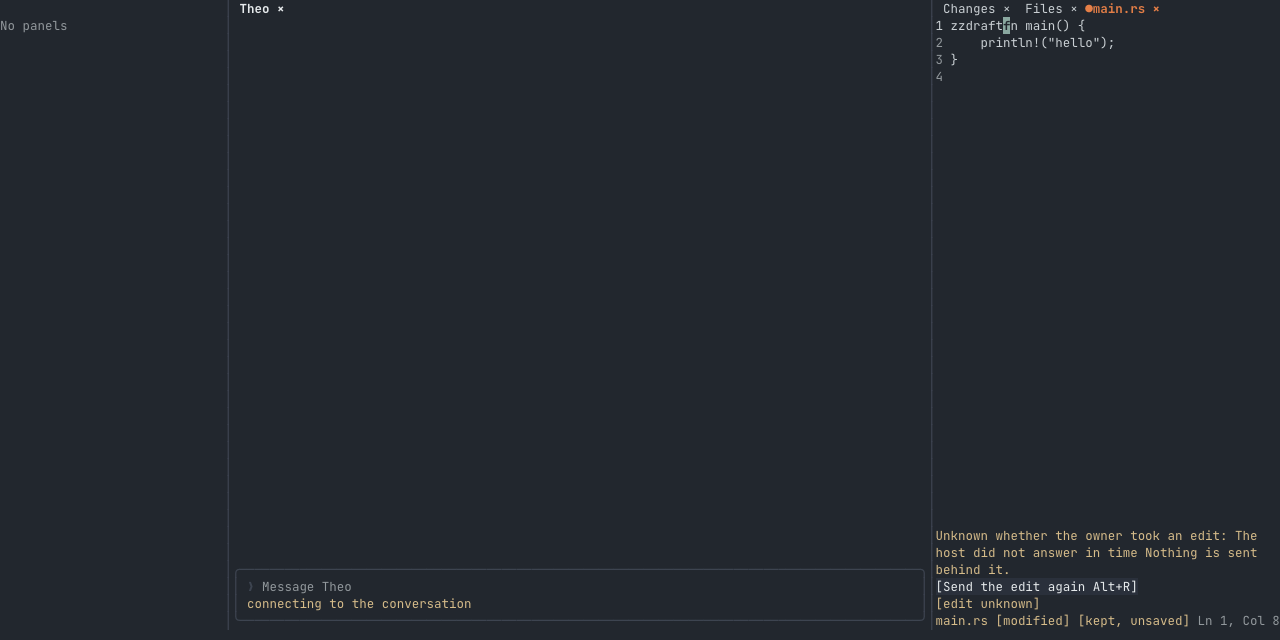 No panels
Theo ×
⟩ Message Theo
connecting to the conversation
Changes × Files × ●main.rs ×
1 zzdraftfn main() {
2     println!("hello");
3 }
4
Unknown whether the owner took an edit: The
host did not answer in time Nothing is sent
behind it.
[Send the edit again Alt+R]
[edit unknown]
main.rs [modified] [kept, unsaved] Ln 1, Col 8